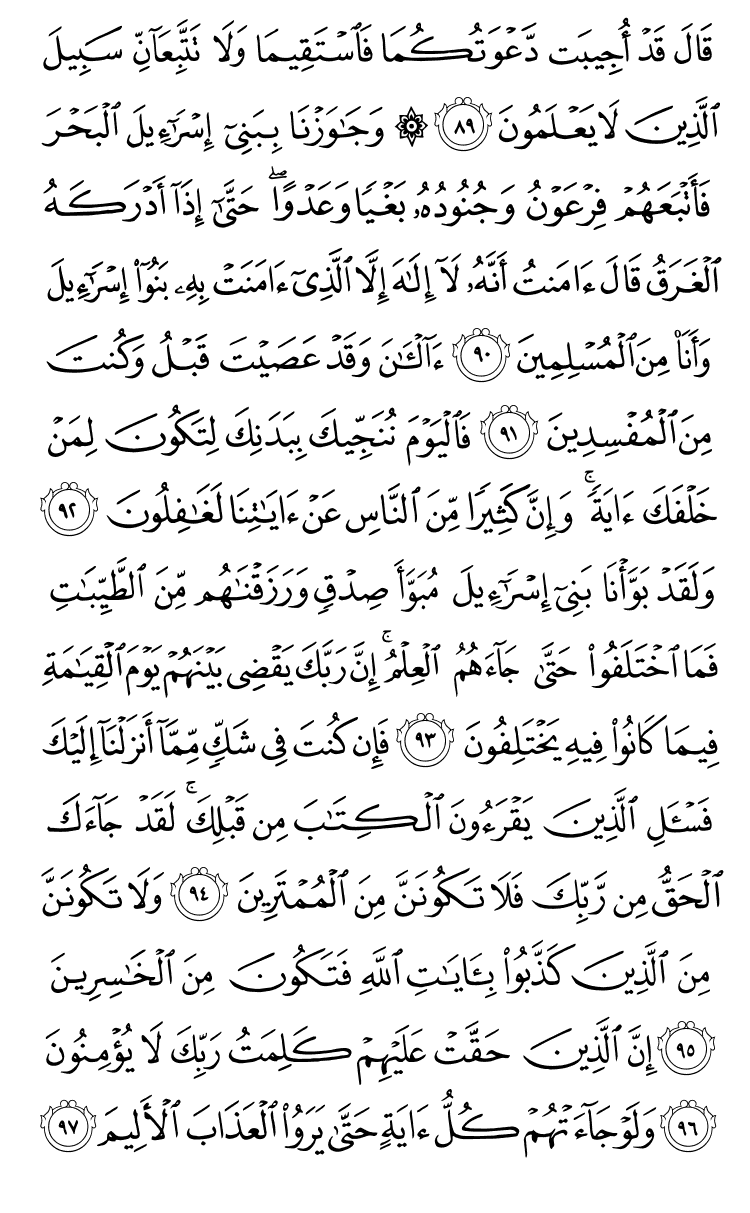 قَالَ قَدْ أُجِيبَت دَّعْوَتُكُمَا فَٱسْتَقِيمَا وَلَا تَتَّبِعَآنِّ سَبِيلَ
ٱلَّذِينَ لَا يَعْلَمُونَ ٨٩ ۞ وَجَٰوَزْنَا بِبَنِىٓ إِسْرَٰٓءِيلَ ٱلْبَحْرَ
فَأَتْبَعَهُمْ فِرْعَوْنُ وَجُنُودُهُۥ بَغْيًا وَعَدْوًا ۖ حَتَّىٰٓ إِذَآ أَدْرَكَهُ
ٱلْغَرَقُ قَالَ ءَامَنتُ أَنَّهُۥ لَآ إِلَٰهَ إِلَّا ٱلَّذِىٓ ءَامَنَتْ بِهِۦ بَنُوٓا۟ إِسْرَٰٓءِيلَ
وَأَنَا۠ مِنَ ٱلْمُسْلِمِينَ ٩٠ ءَآلْـَٰٔنَ وَقَدْ عَصَيْتَ قَبْلُ وَكُنتَ
مِنَ ٱلْمُفْسِدِينَ ٩١ فَٱلْيَوْمَ نُنَجِّيكَ بِبَدَنِكَ لِتَكُونَ لِمَنْ
خَلْفَكَ ءَايَةً ۚ وَإِنَّ كَثِيرًا مِّنَ ٱلنَّاسِ عَنْ ءَايَٰتِنَا لَغَٰفِلُونَ ٩٢
وَلَقَدْ بَوَّأْنَا بَنِىٓ إِسْرَٰٓءِيلَ مُبَوَّأَ صِدْقٍ وَرَزَقْنَٰهُم مِّنَ ٱلطَّيِّبَٰتِ
فَمَا ٱخْتَلَفُوا۟ حَتَّىٰ جَآءَهُمُ ٱلْعِلْمُ ۚ إِنَّ رَبَّكَ يَقْضِى بَيْنَهُمْ يَوْمَ ٱلْقِيَٰمَةِ
فِيمَا كَانُوا۟ فِيهِ يَخْتَلِفُونَ ٩٣ فَإِن كُنتَ فِى شَكٍّ مِّمَّآ أَنزَلْنَآ إِلَيْكَ
فَسْـَٔلِ ٱلَّذِينَ يَقْرَءُونَ ٱلْكِتَٰبَ مِن قَبْلِكَ ۚ لَقَدْ جَآءَكَ
ٱلْحَقُّ مِن رَّبِّكَ فَلَا تَكُونَنَّ مِنَ ٱلْمُمْتَرِينَ ٩٤ وَلَا تَكُونَنَّ
مِنَ ٱلَّذِينَ كَذَّبُوا۟ بِـَٔايَٰتِ ٱللَّهِ فَتَكُونَ مِنَ ٱلْخَٰسِرِينَ
٩٥ إِنَّ ٱلَّذِينَ حَقَّتْ عَلَيْهِمْ كَلِمَتُ رَبِّكَ لَا يُؤْمِنُونَ
٩٦ وَلَوْ جَآءَتْهُمْ كُلُّ ءَايَةٍ حَتَّىٰ يَرَوُا۟ ٱلْعَذَابَ ٱلْأَلِيمَ ٩٧